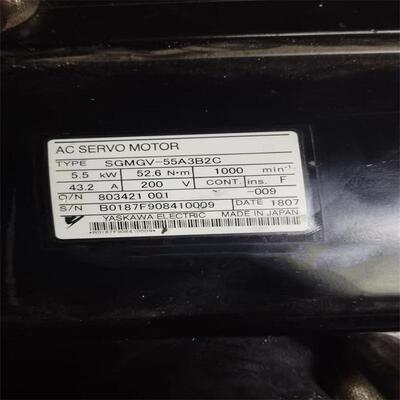 AC SERVO MOTOR
TYPE SGMGV-55A3B2C
5.5 kW 52.6 N·m 1000 min⁻¹
43.2 A 200 V CONT. ins. F
O/N 803421 001 -009
S/N B0187F908410009 DATE 1807
YASKAWA ELECTRIC MADE IN JAPAN
*B0187F908410009*